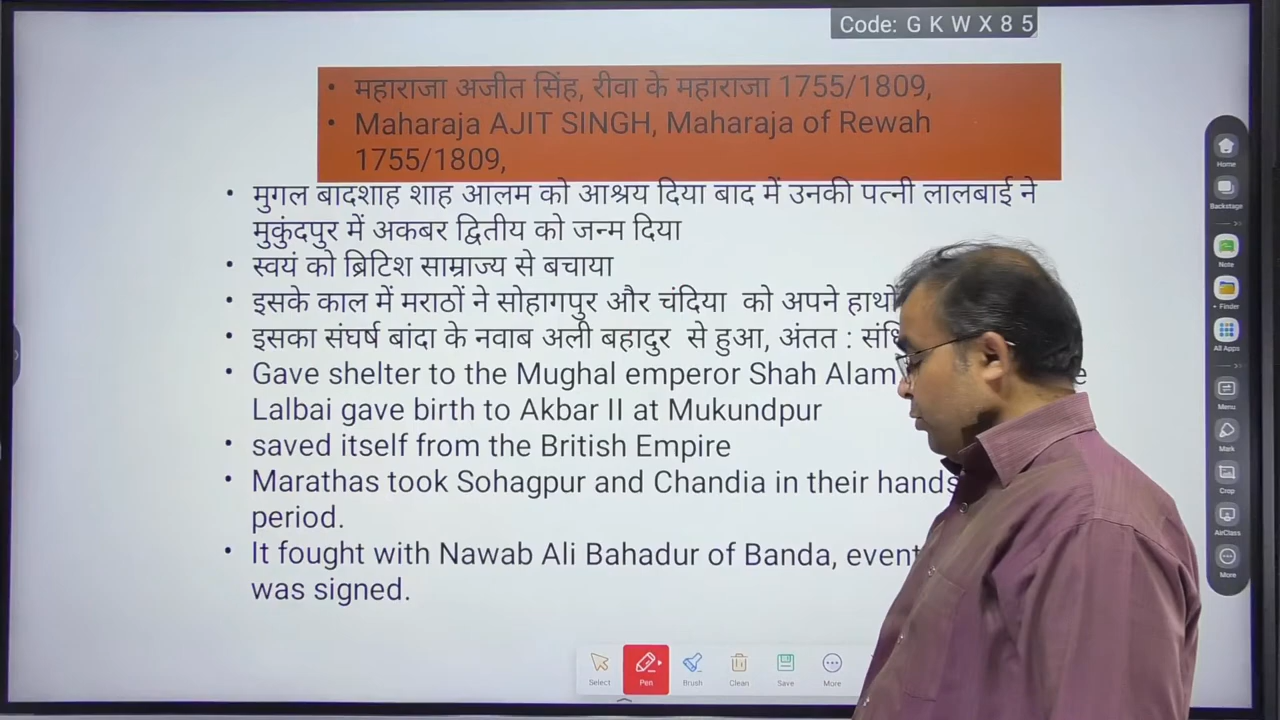 Code: G K W X 8 5
• महाराजा अजीत सिंह, रीवा के महाराजा 1755/1809,
• Maharaja AJIT SINGH, Maharaja of Rewah
1755/1809,
• मुगल बादशाह शाह आलम को आश्रय दिया बाद में उनकी पत्नी लालबाई ने
मुकुंदपुर में अकबर द्वितीय को जन्म दिया
• स्वयं को ब्रिटिश साम्राज्य से बचाया
• इसके काल में मराठों ने सोहागपुर और चंदिया को अपने हाथों
• इसका संघर्ष बांदा के नवाब अली बहादुर से हुआ, अंतत :
• Gave shelter to the Mughal emperor Shah Alam
Lalbai gave birth to Akbar II at Mukundpur
• saved itself from the British Empire
• Marathas took Sohagpur and Chandia in their hands
period.
• It fought with Nawab Ali Bahadur of Banda,
was signed.
Home
Backstage
Note
Finder
All Apps
Menu
Mark
Crop
AirClass
More
Select
Pen
Brush
Clean
Save
More